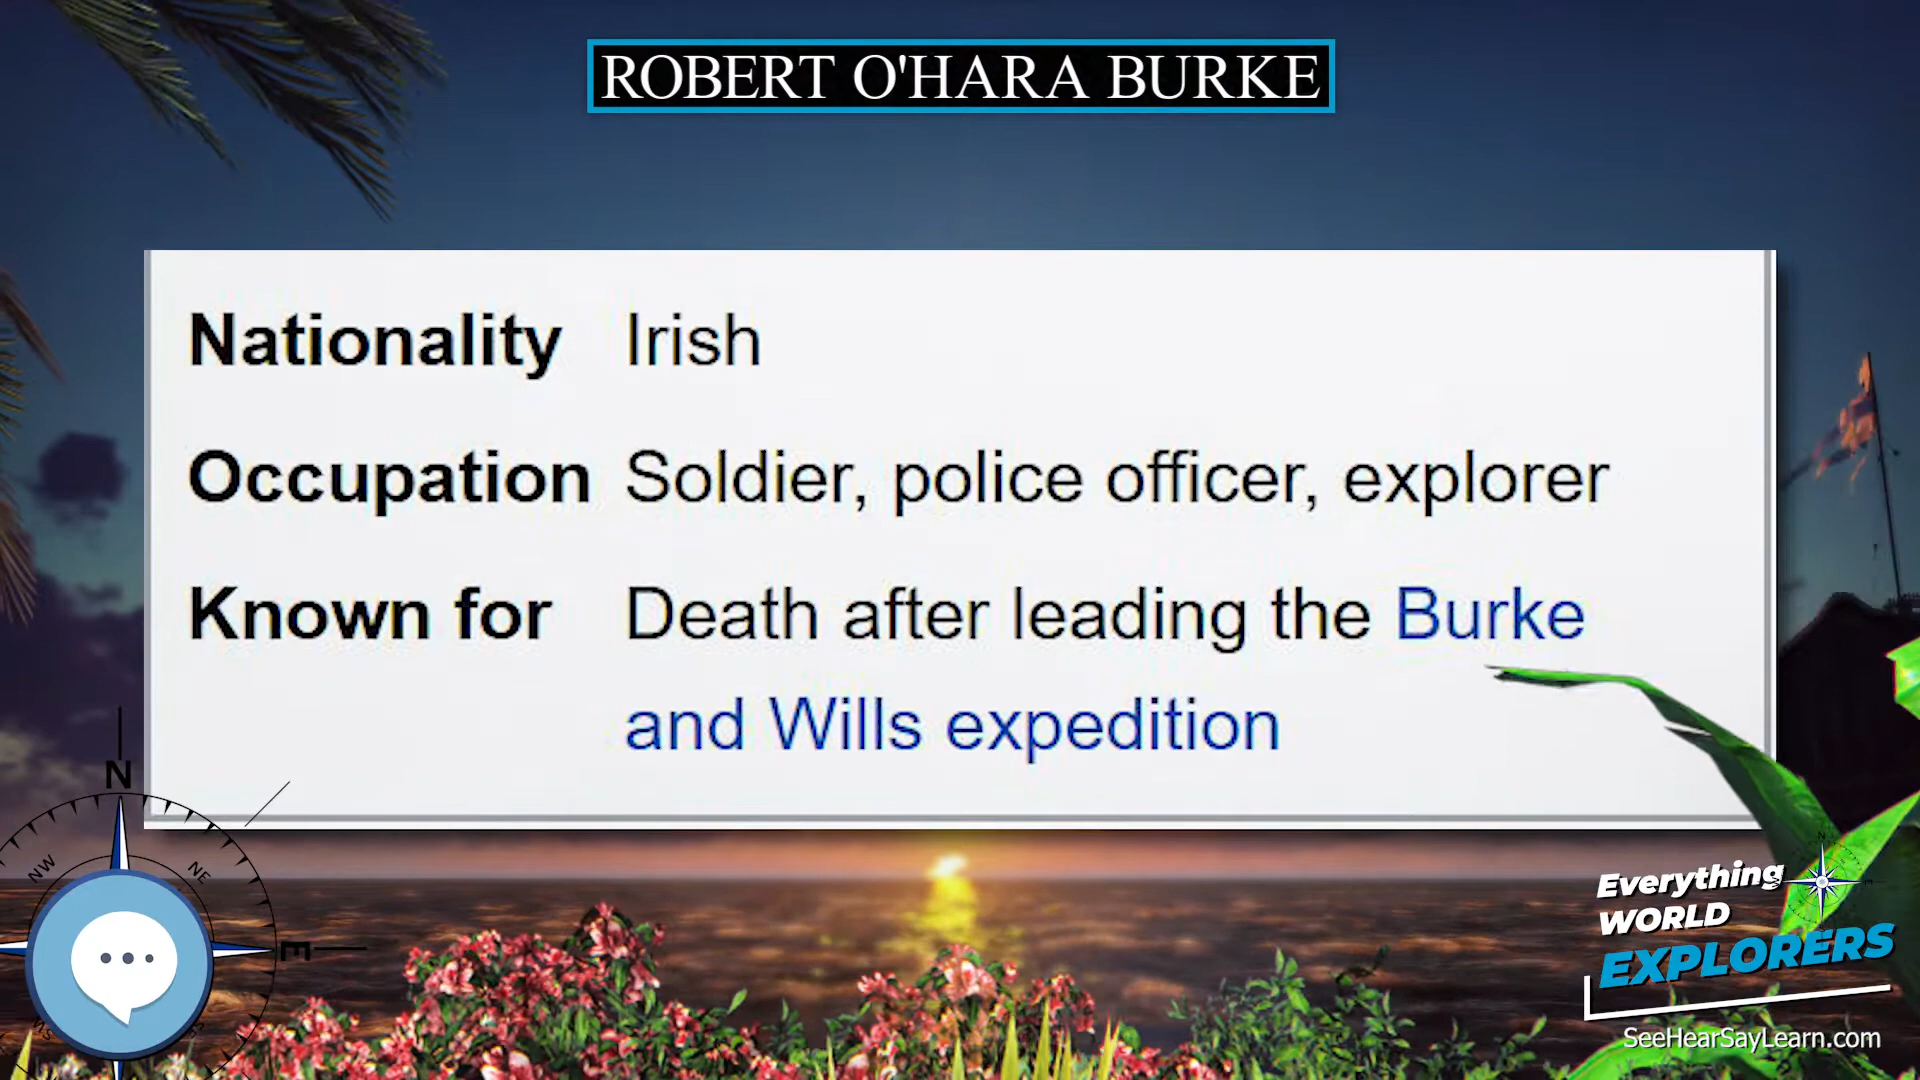 ROBERT O'HARA BURKE
Nationality Irish
Occupation Soldier, police officer, explorer
Known for Death after leading the Burke
and Wills expedition
N
NW
NE
E
Everything
WORLD
EXPLORERS
SeeHearSayLearn.com